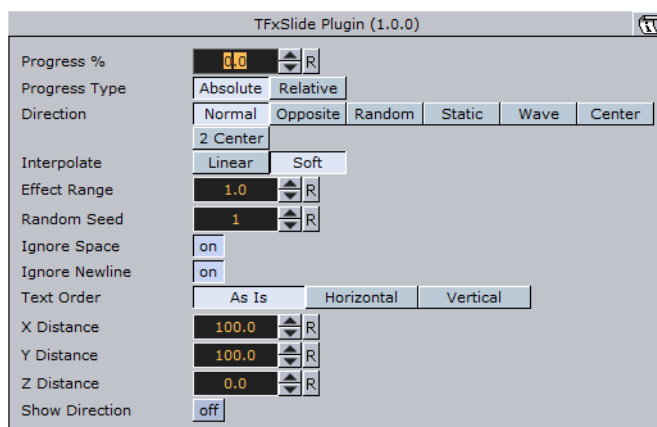 TFxSlide Plugin (1.0.0)
Progress % 0.0 R
Progress Type Absolute Relative
Direction Normal Opposite Random Static Wave Center
2 Center
Interpolate Linear Soft
Effect Range 1.0 R
Random Seed 1 R
Ignore Space on
Ignore Newline on
Text Order As Is Horizontal Vertical
X Distance 100.0 R
Y Distance 100.0 R
Z Distance 0.0 R
Show Direction off